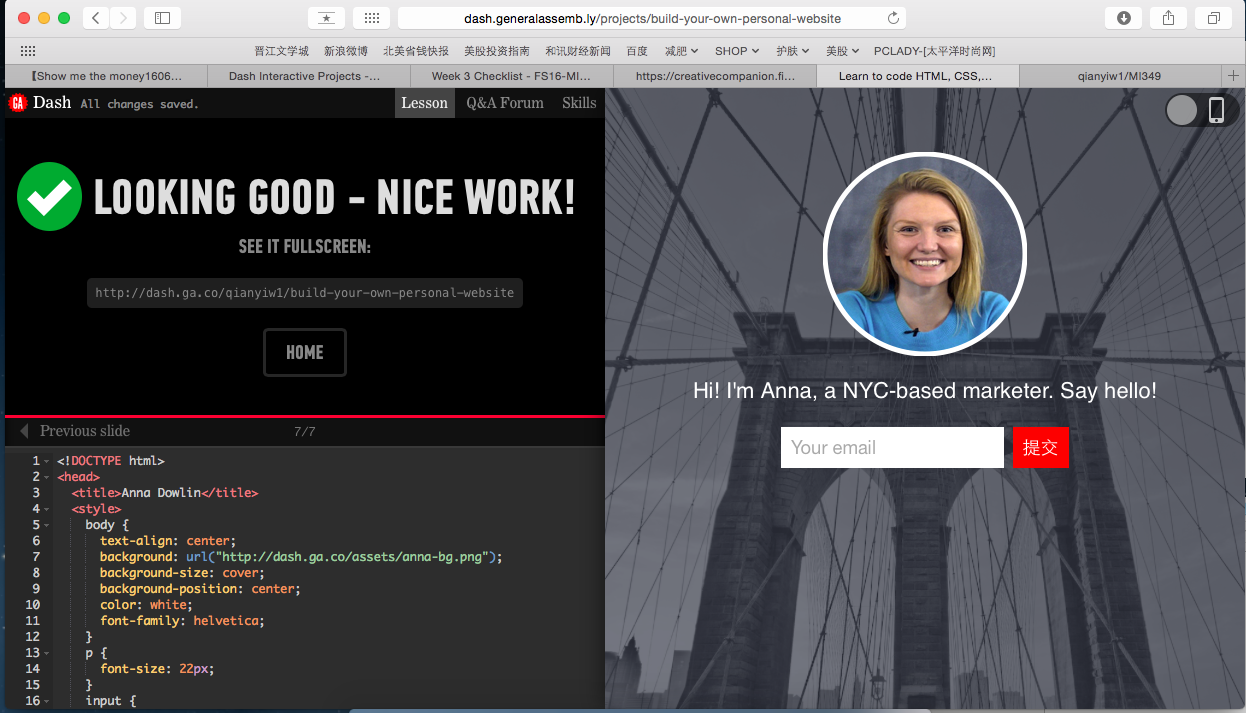 dash.generalassemb.ly/projects/build-your-own-personal-website
晋江文学城 新浪微博 北美省钱快报 美股投资指南 和讯财经新闻 百度 减肥 SHOP 护肤 美股 PCLADY-[太平洋时尚网]
【Show me the money1606… Dash Interactive Projects -… Week 3 Checklist - FS16-MI… https://creativecompanion.fi… Learn to code HTML, CSS,… qianyiw1/MI349
GA Dash All changes saved. Lesson Q&A Forum Skills
LOOKING GOOD - NICE WORK!
SEE IT FULLSCREEN:
http://dash.ga.co/qianyiw1/build-your-own-personal-website
HOME
Previous slide 7/7
1 <!DOCTYPE html>
2 <head>
3 <title>Anna Dowlin</title>
4 <style>
5 body {
6 text-align: center;
7 background: url("http://dash.ga.co/assets/anna-bg.png");
8 background-size: cover;
9 background-position: center;
10 color: white;
11 font-family: helvetica;
12 }
13 p {
14 font-size: 22px;
15 }
16 input {
Hi! I'm Anna, a NYC-based marketer. Say hello!
Your email 提交